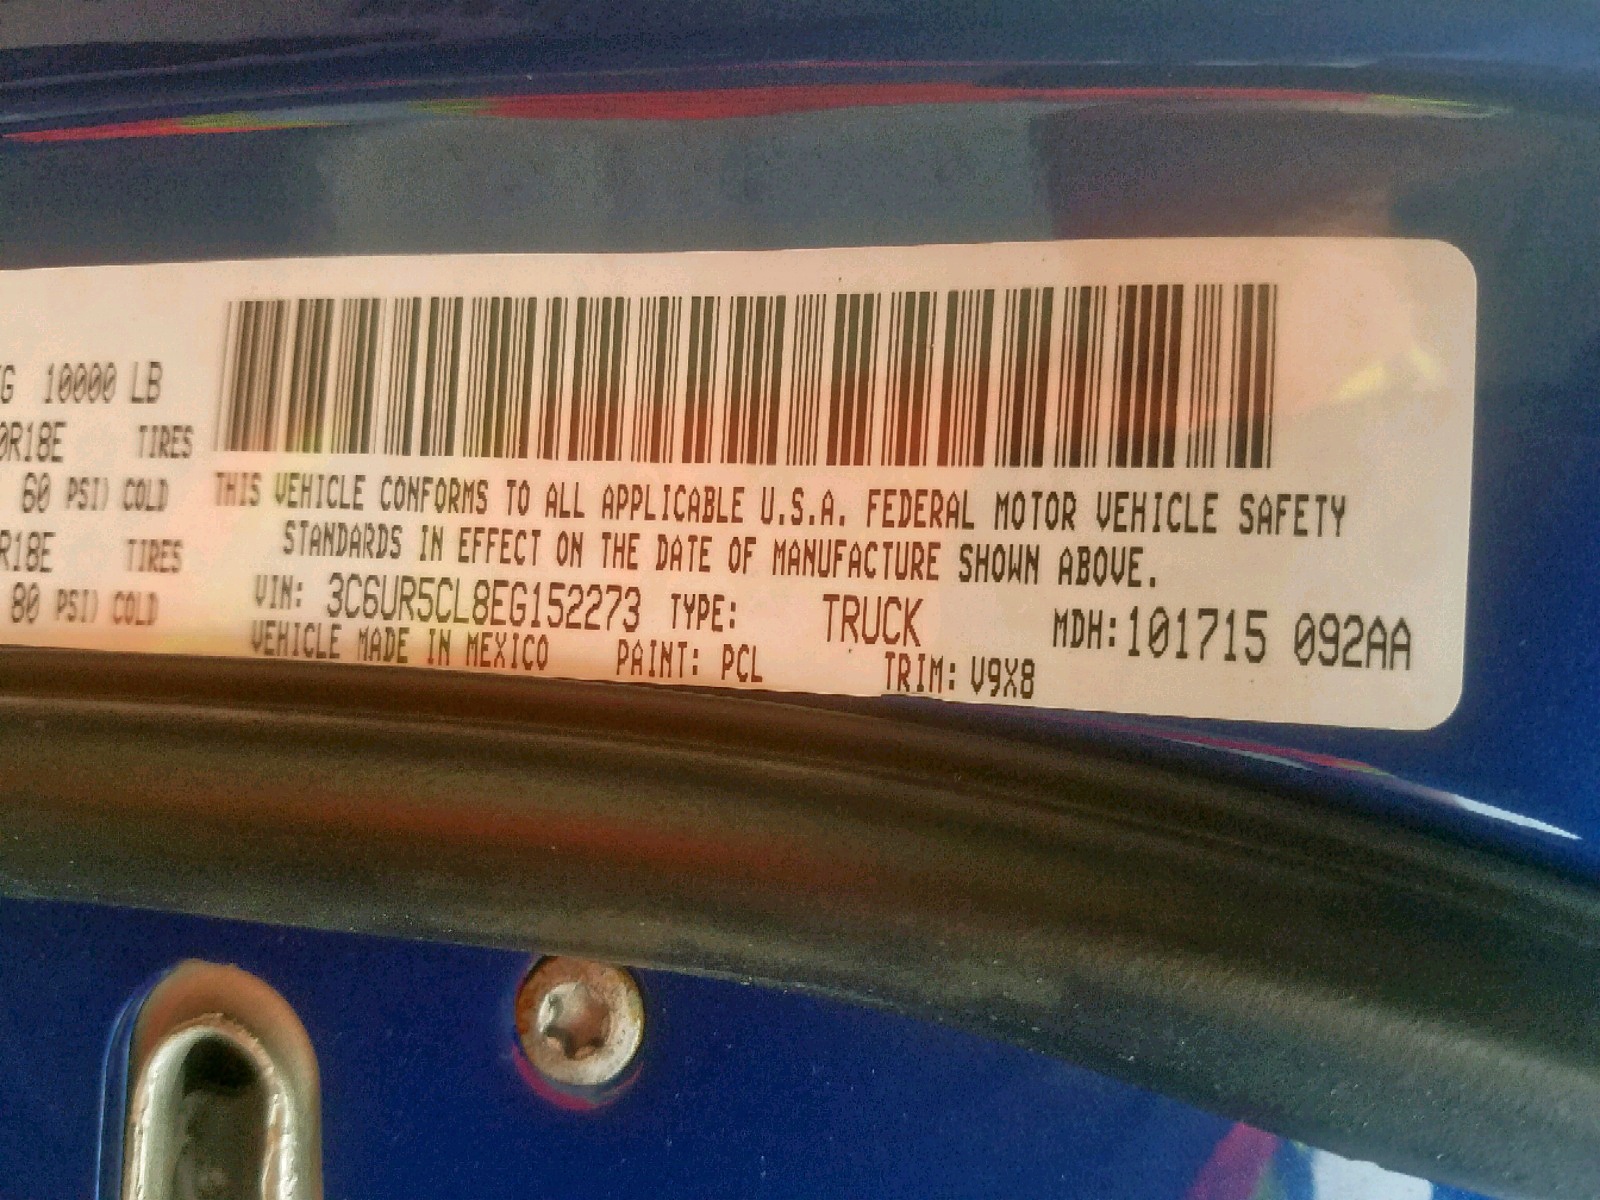 G 10000 LB
0R18E TIRES
60 PSI) COLD
R18E TIRES
80 PSI) COLD
THIS VEHICLE CONFORMS TO ALL APPLICABLE U.S.A. FEDERAL MOTOR VEHICLE SAFETY
STANDARDS IN EFFECT ON THE DATE OF MANUFACTURE SHOWN ABOVE.
VIN: 3C6UR5CL8EG152273 TYPE: TRUCK MDH: 101715 092AA
VEHICLE MADE IN MEXICO PAINT: PCL TRIM: V9X8